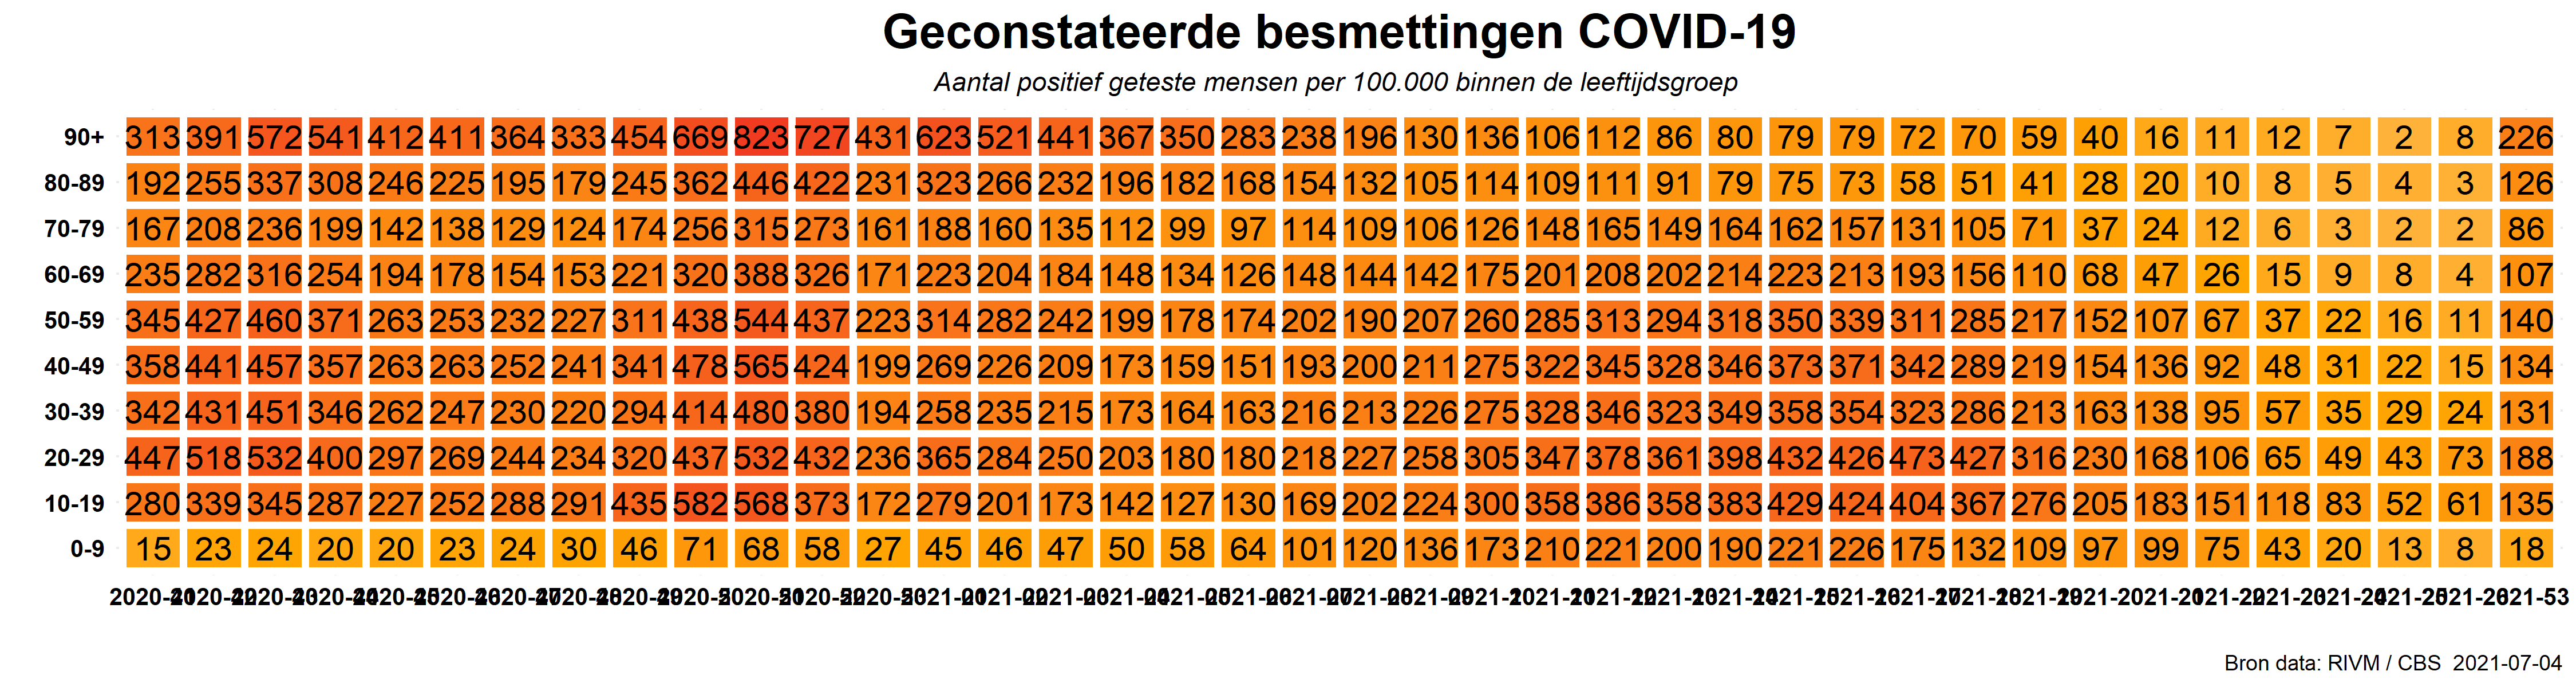 Geconstateerde besmettingen COVID-19
Aantal positief geteste mensen per 100.000 binnen de leeftijdsgroep
90+ 313 391 572 541 412 411 364 333 454 669 823 727 431 623 521 441 367 350 283 238 196 130 136 106 112 86 80 79 79 72 70 59 40 16 11 12 7 2 8 226
80-89 192 255 337 308 246 225 195 179 245 362 446 422 231 323 266 232 196 182 168 154 132 105 114 109 111 91 79 75 73 58 51 41 28 20 10 8 5 4 3 126
70-79 167 208 236 199 142 138 129 124 174 256 315 273 161 188 160 135 112 99 97 114 109 106 126 148 165 149 164 162 157 131 105 71 37 24 12 6 3 2 2 86
60-69 235 282 316 254 194 178 154 153 221 320 388 326 171 223 204 184 148 134 126 148 144 142 175 201 208 202 214 223 213 193 156 110 68 47 26 15 9 8 4 107
50-59 345 427 460 371 263 253 232 227 311 438 544 437 223 314 282 242 199 178 174 202 190 207 260 285 313 294 318 350 339 311 285 217 152 107 67 37 22 16 11 140
40-49 358 441 457 357 263 263 252 241 341 478 565 424 199 269 226 209 173 159 151 193 200 211 275 322 345 328 346 373 371 342 289 219 154 136 92 48 31 22 15 134
30-39 342 431 451 346 262 247 230 220 294 414 480 380 194 258 235 215 173 164 163 216 213 226 275 328 346 323 349 358 354 323 286 213 163 138 95 57 35 29 24 131
20-29 447 518 532 400 297 269 244 234 320 437 532 432 236 365 284 250 203 180 180 218 227 258 305 347 378 361 398 432 426 473 427 316 230 168 106 65 49 43 73 188
10-19 280 339 345 287 227 252 288 291 435 582 568 373 172 279 201 173 142 127 130 169 202 224 300 358 386 358 383 429 424 404 367 276 205 183 151 118 83 52 61 135
0-9 15 23 24 20 20 23 24 30 46 71 68 58 27 45 46 47 50 58 64 101 120 136 173 210 221 200 190 221 226 175 132 109 97 99 75 43 20 13 8 18
Bron data: RIVM / CBS 2021-07-04